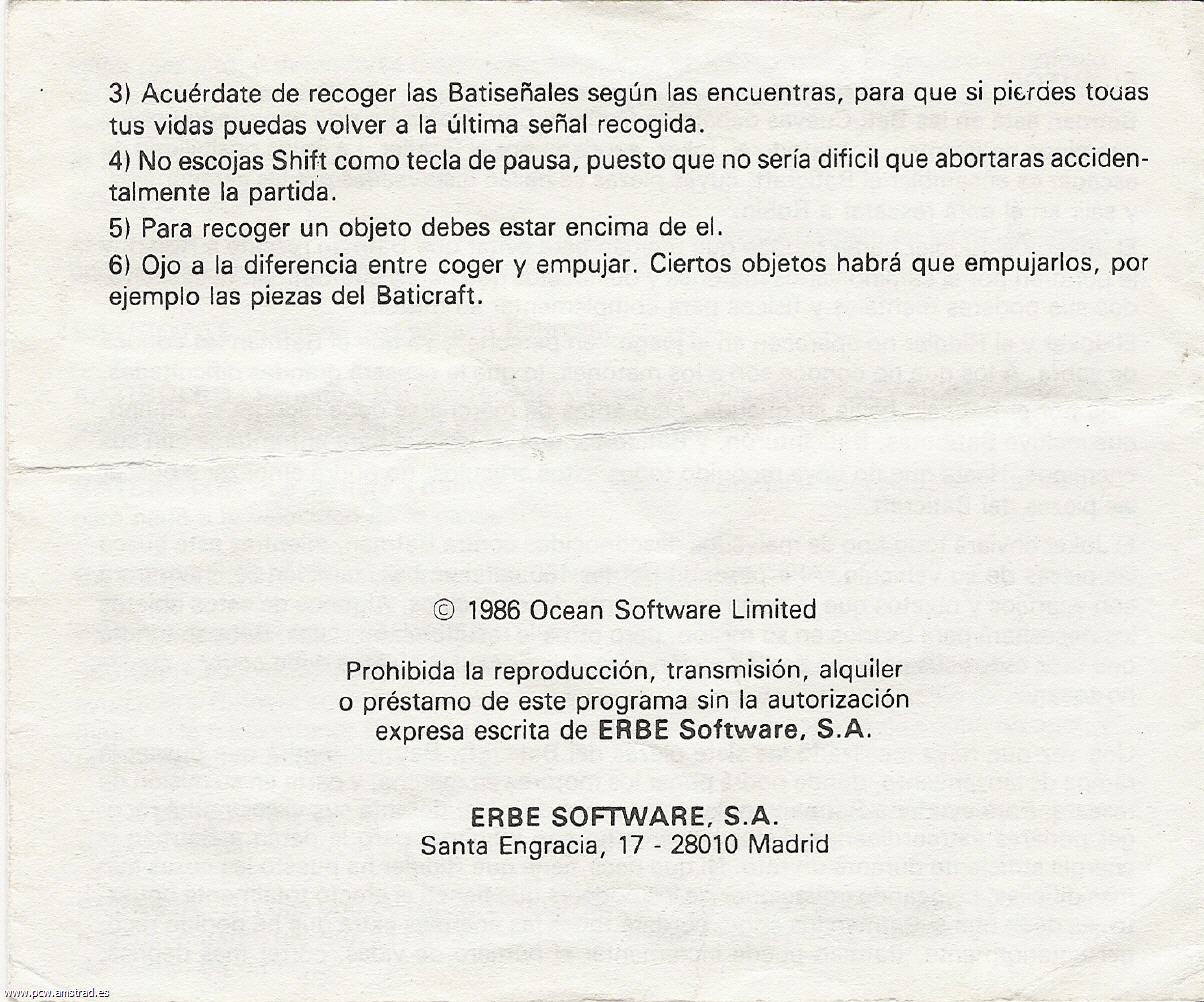 3) Acuérdate de recoger las Batiseñales según las encuentras, para que si pierdes todas
tus vidas puedas volver a la última señal recogida.
4) No escojas Shift como tecla de pausa, puesto que no sería dificil que abortaras acciden-
talmente la partida.
5) Para recoger un objeto debes estar encima de el.
6) Ojo a la diferencia entre coger y empujar. Ciertos objetos habrá que empujarlos, por
ejemplo las piezas del Baticraft.
© 1986 Ocean Software Limited
Prohibida la reproducción, transmisión, alquiler
o préstamo de este programa sin la autorización
expresa escrita de ERBE Software, S.A.
ERBE SOFTWARE, S.A.
Santa Engracia, 17 - 28010 Madrid
www.pcw.amstrad.es